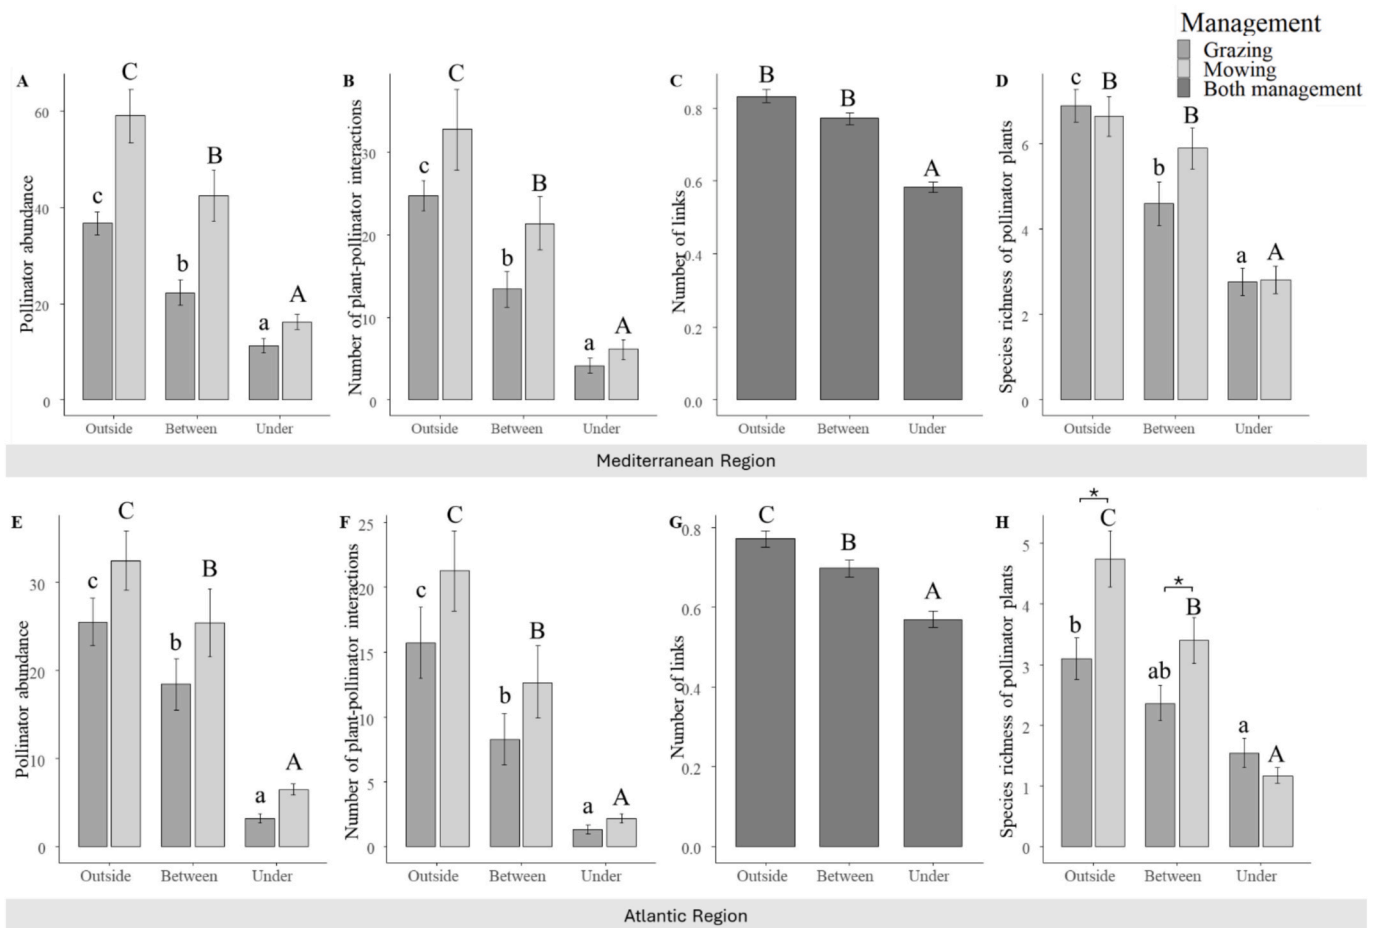 Management
Grazing
Mowing
Both management
A
Pollinator abundance
60
40
20
0
c
C
b
B
a
A
Outside Between Under
B
Number of plant-pollinator interactions
30
20
10
0
c
C
b
B
a
A
Outside Between Under
C
Number of links
0.8
0.6
0.4
0.2
0.0
B
B
A
Outside Between Under
D
Species richness of pollinator plants
6
4
2
0
c
B
b
B
a
A
Outside Between Under
Mediterranean Region
E
Pollinator abundance
30
20
10
0
c
C
b
B
a
A
Outside Between Under
F
Number of plant-pollinator interactions
25
20
15
10
5
0
c
C
b
B
a
A
Outside Between Under
G
Number of links
0.8
0.6
0.4
0.2
0.0
C
B
A
Outside Between Under
H
Species richness of pollinator plants
5
4
3
2
1
0
*
b
C
*
ab
B
a
A
Outside Between Under
Atlantic Region